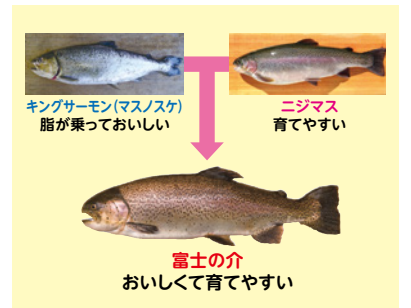 キングサーモン(マスノスケ)
脂が乗っておいしい
ニジマス
育てやすい
富士の介
おいしくて育てやすい